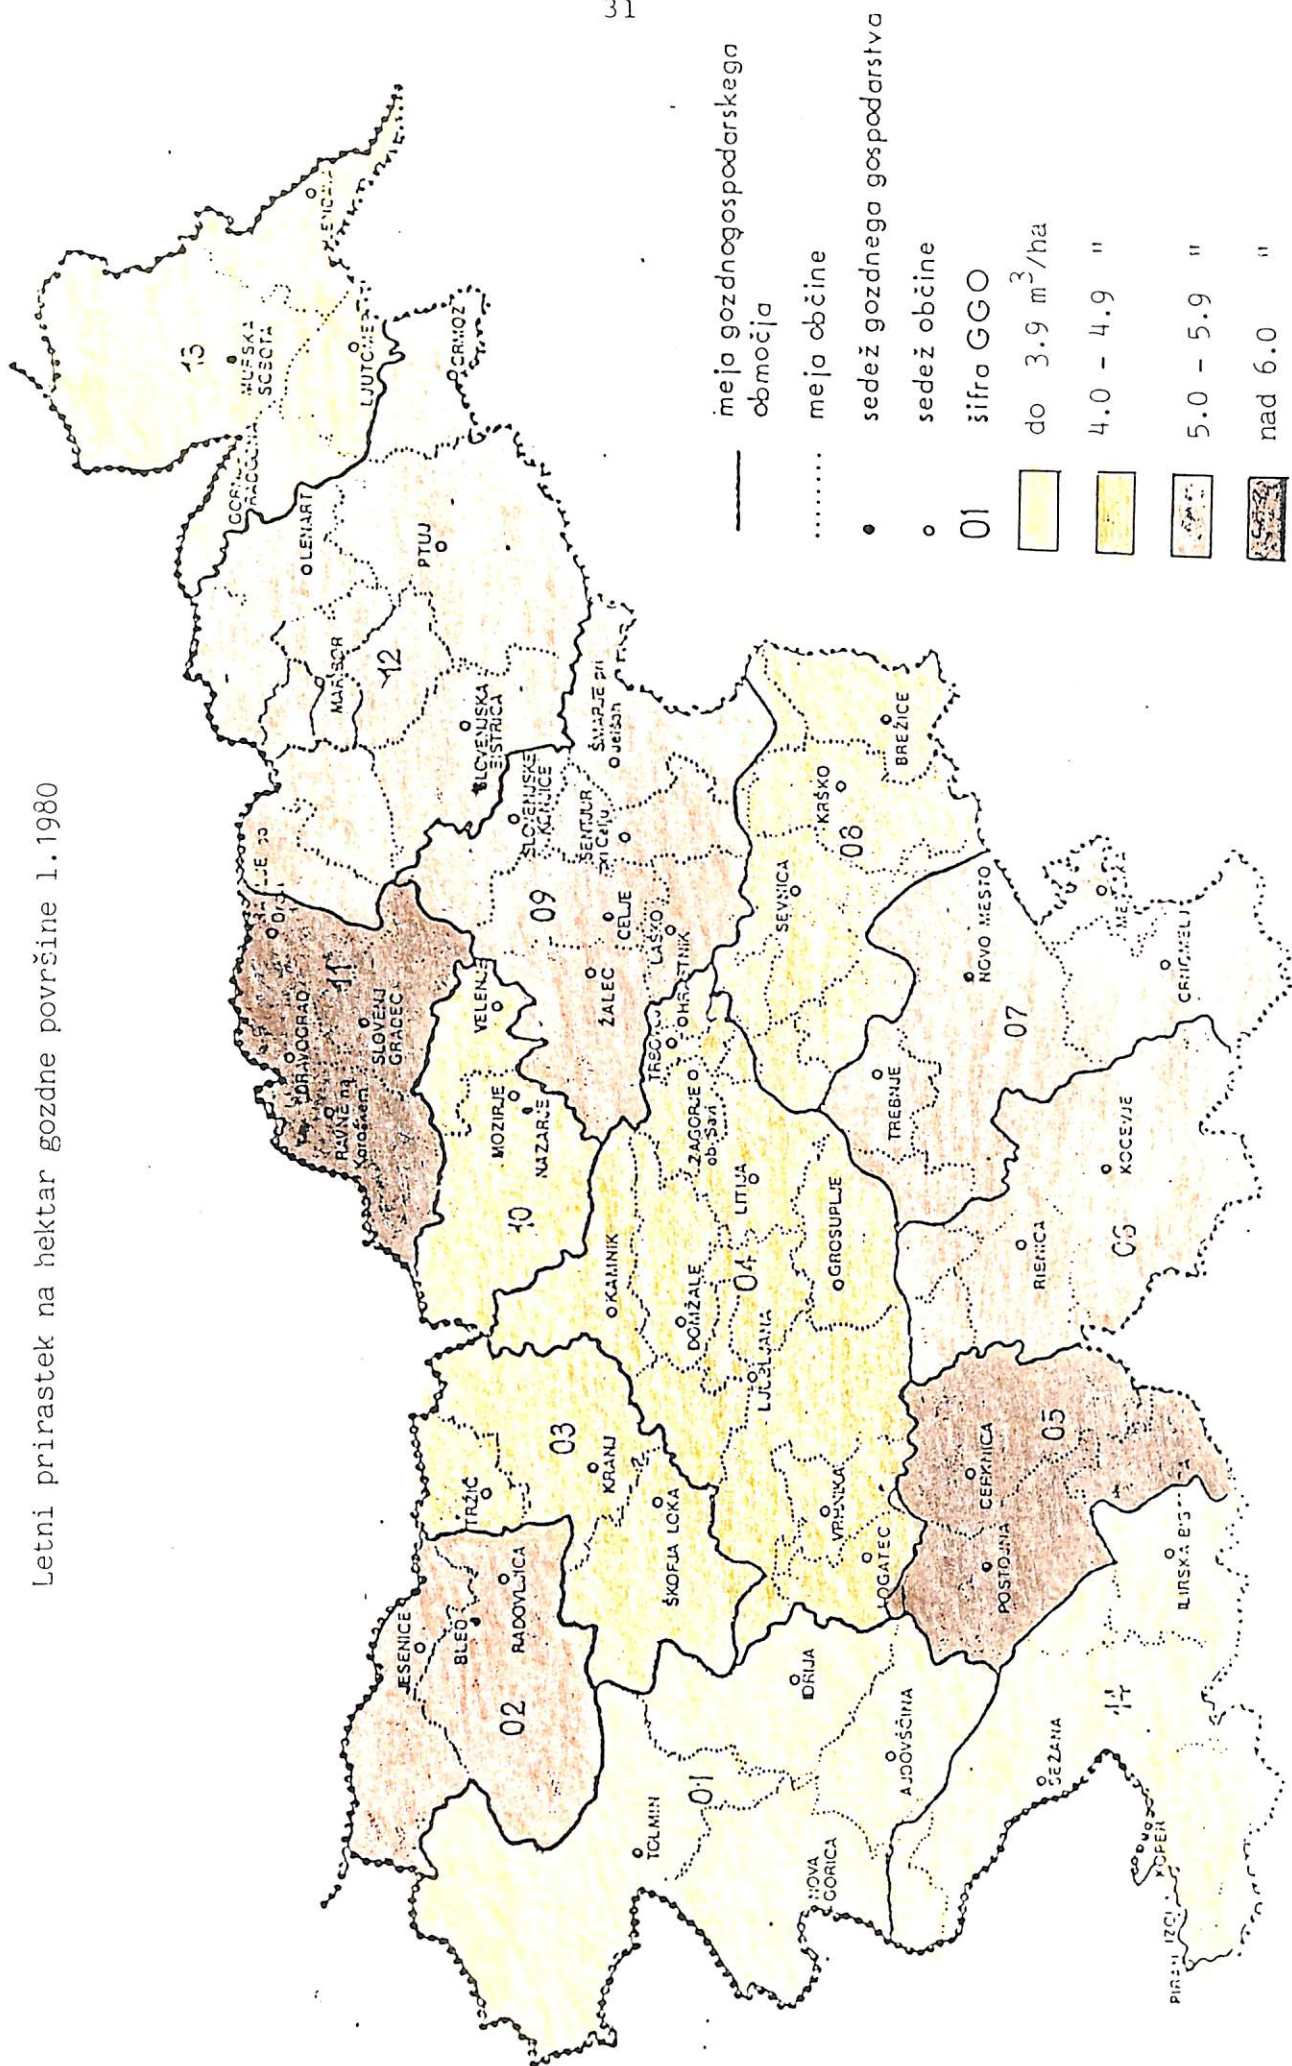 31
Letni prirastek na hektar gozdne površine l.1980
meja gozdnogospodarskega
območja
meja občine
sedež gozdnega gospodarstva
sedež občine
01 šifra GGO
do 3.9 m³/ha
4.0 - 4.9 "
5.0 - 5.9 "
nad 6.0 "
13
MURSKA
SOBOTA
LJUTOMER
ORMOŽ
LENART
PTUJ
MARIBOR
12
SLOVENJSKA
BISTRICA
DRAVOGRAD
11
RAVNE na
Koroškem
SLOVENJ
GRADEC
SLOVENJSKE
KONJICE
ŠENTJUR
pri Celju
ŠMARJE pri
Jelšah
09
CELJE
ŽALEC
LAŠKO
HRASTNIK
VELENJE
MOZIRJE
NAZARJE
10
TRBOVLJE
ZAGORJE
ob Savi
LITIJA
KAMNIK
DOMŽALE
04
LJUBLJANA
GROSUPLJE
VRHNIKA
LOGATEC
SEVNICA
KRŠKO
08
BREŽICE
NOVO MESTO
07
TREBNJE
METLIKA
ČRNOMELJ
KOČEVJE
RIBNICA
06
TRŽIČ
03
KRANJ
ŠKOFJA LOKA
JESENICE
BLED
RADOVLJICA
02
CERKNICA
05
POSTOJNA
ILIRSKA BIST
IDRIJA
AJDOVŠČINA
TOLMIN
01
NOVA
GORICA
SEŽANA
14
KOPER
PIRAN